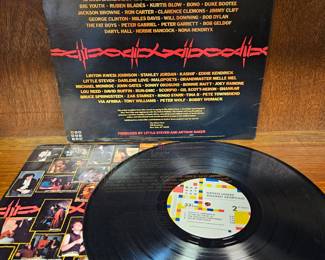 BIG YOUTH - RUBEN BLADES - KURTIS BLOW - BONO - DUKE BOOTEE
JACKSON BROWNE - RON CARTER - CLARENCE CLEMONS - JIMMY CLIFF
GEORGE CLINTON - MILES DAVIS - WILL DOWNING - BOB DYLAN
THE FAT BOYS - PETER GABRIEL - PETER GARRETT - BOB GELDOF
DARYL HALL - HERBIE HANCOCK - NONA HENDRYX
LINTON KWESI JOHNSON - STANLEY JORDAN - KASHIF - EDDIE KENDRICK
LITTLE STEVEN - DARLENE LOVE - MALOPOETS - GRANDMASTER MELLE MEL
MICHAEL MONROE - JOHN OATES - SONNY OKOSUNS - BONNIE RAITT - JOEY RAMONE
LOU REED - DAVID RUFFIN - RUN-DMC - SCORPIO - GIL SCOTT-HERON - SHANKAR
BRUCE SPRINGSTEEN - ZAK STARKEY - RINGO STARR - TINA B - PETE TOWNSHEND
VIA AFRIKA - TONY WILLIAMS - PETER WOLF - BOBBY WOMACK
PRODUCED BY LITTLE STEVEN AND ARTHUR BAKER
33⅓
2